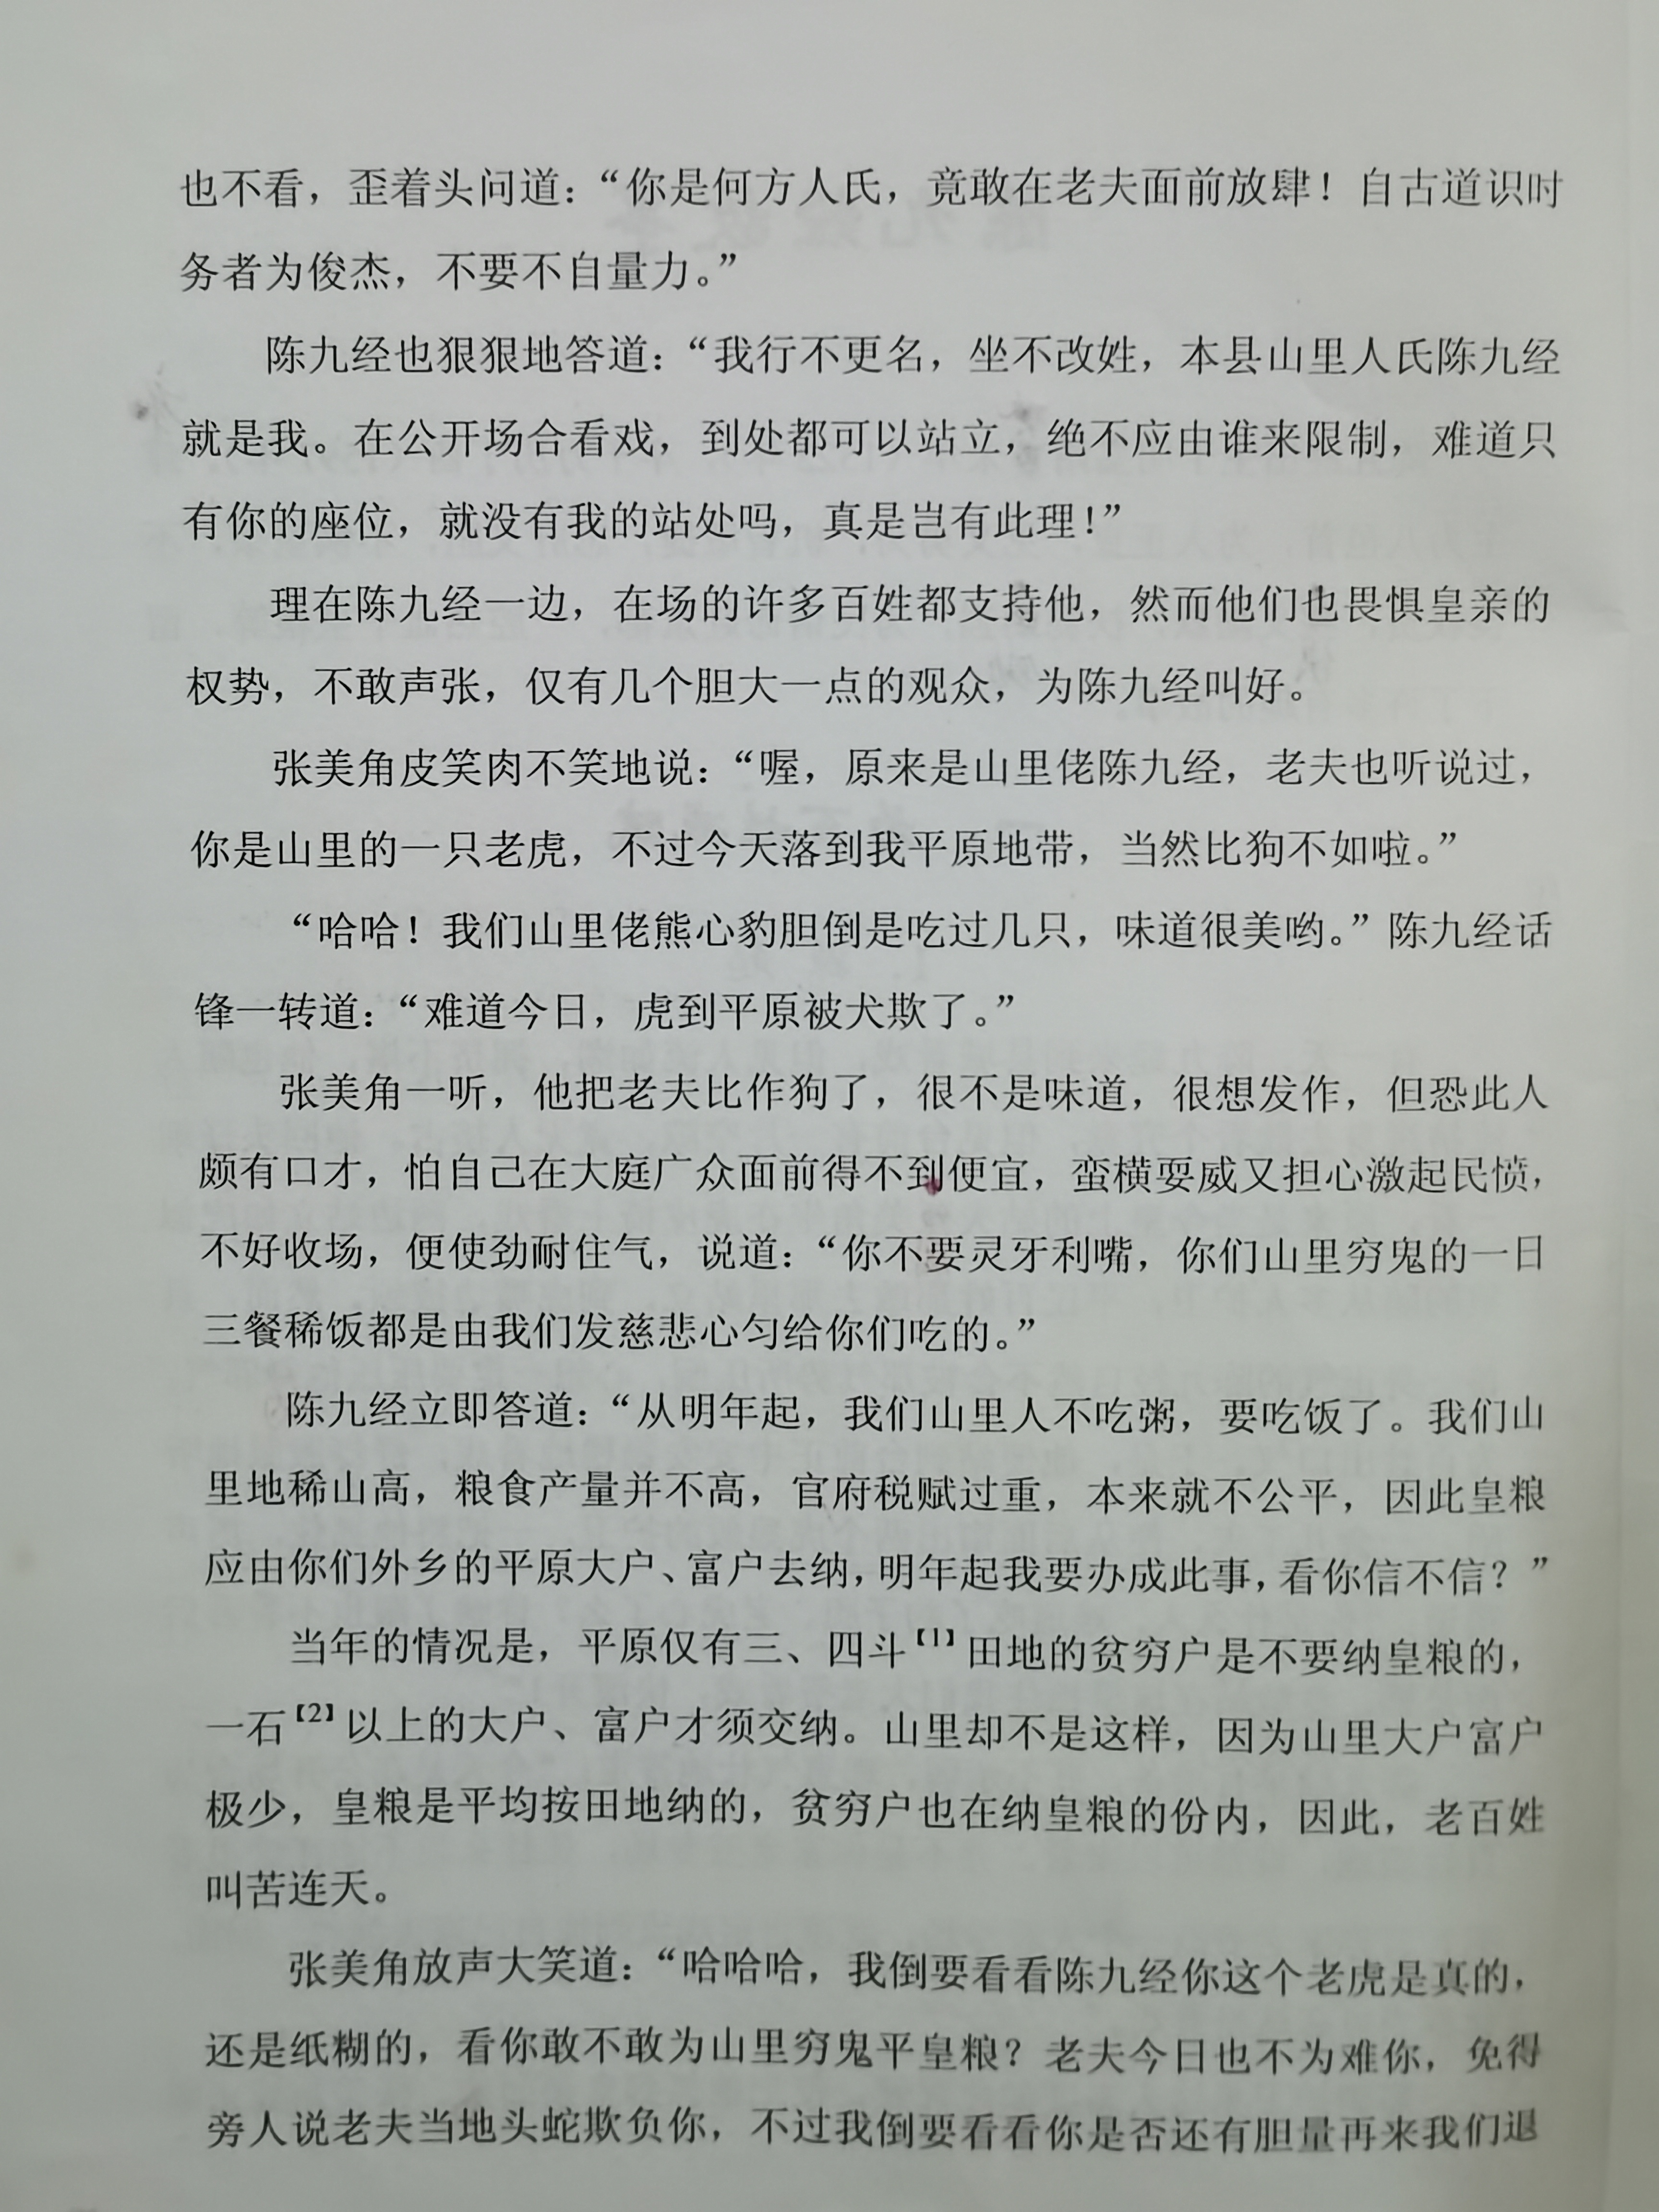 也不看，歪着头问道：“你是何方人氏，竟敢在老夫面前放肆！自古道识时
务者为俊杰，不要不自量力。”
陈九经也狠狠地答道：“我行不更名，坐不改姓，本县山里人氏陈九经
就是我。在公开场合看戏，到处都可以站立，绝不应由谁来限制，难道只
有你的座位，就没有我的站处吗，真是岂有此理！”
理在陈九经一边，在场的许多百姓都支持他，然而他们也畏惧皇亲的
权势，不敢声张，仅有几个胆大一点的观众，为陈九经叫好。
张美角皮笑肉不笑地说：“喔，原来是山里佬陈九经，老夫也听说过，
你是山里的一只老虎，不过今天落到我平原地带，当然比狗不如啦。”
“哈哈！我们山里佬熊心豹胆倒是吃过几只，味道很美哟。”陈九经话
锋一转道：“难道今日，虎到平原被犬欺了。”
张美角一听，他把老夫比作狗了，很不是味道，很想发作，但恐此人
颇有口才，怕自己在大庭广众面前得不到便宜，蛮横耍威又担心激起民愤，
不好收场，便使劲耐住气，说道：“你不要灵牙利嘴，你们山里穷鬼的一日
三餐稀饭都是由我们发慈悲心匀给你们吃的。”
陈九经立即答道：“从明年起，我们山里人不吃粥，要吃饭了。我们山
里地稀山高，粮食产量并不高，官府税赋过重，本来就不公平，因此皇粮
应由你们外乡的平原大户、富户去纳，明年起我要办成此事，看你信不信？”
当年的情况是，平原仅有三、四斗【1】田地的贫穷户是不要纳皇粮的，
一石【2】以上的大户、富户才须交纳。山里却不是这样，因为山里大户富户
极少，皇粮是平均按田地纳的，贫穷户也在纳皇粮的份内，因此，老百姓
叫苦连天。
张美角放声大笑道：“哈哈哈，我倒要看看陈九经你这个老虎是真的，
还是纸糊的，看你敢不敢为山里穷鬼平皇粮？老夫今日也不为难你，免得
旁人说老夫当地头蛇欺负你，不过我倒要看看你是否还有胆量再来我们退